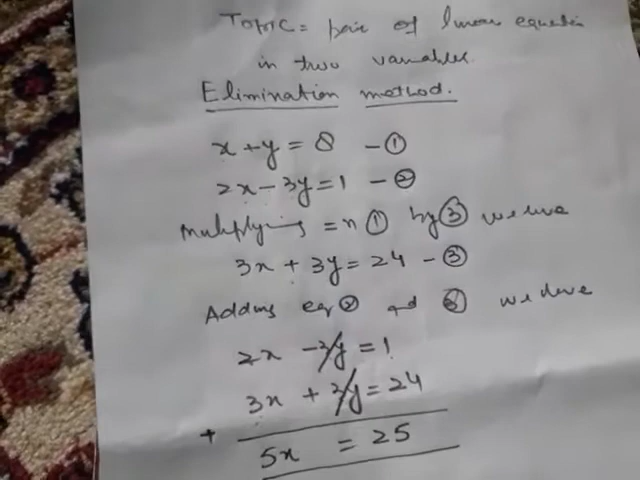 Topic = pair of linear equation
in two variables.
Elimination method.
x + y = 8 - ①
2x - 3y = 1 - ②
Multiplying =n ① by ③ we have
3x + 3y = 24 - ③
Adding eq ② and ③ we have
2x - 3y = 1
3x + 3y = 24
+
5x = 25